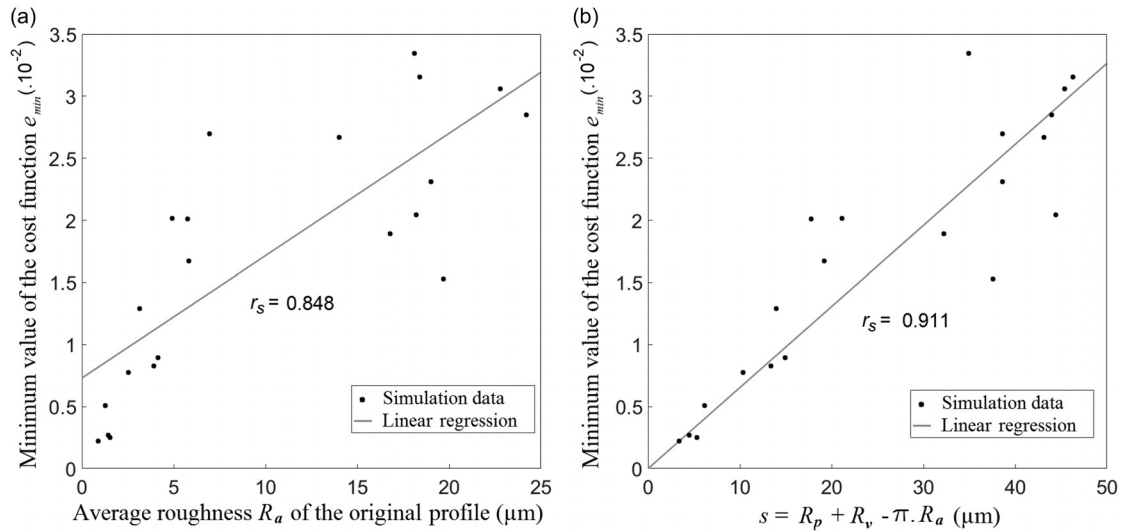 (a)
3.5
3
2.5
2
1.5
1
0.5
0
0 5 10 15 20 25
Minimum value of the cost function e_min (.10^-2)
r_s = 0.848
Simulation data
Linear regression
Average roughness R_a of the original profile (μm)
(b)
3.5
3
2.5
2
1.5
1
0.5
0
0 10 20 30 40 50
Minimum value of the cost function e_min (.10^-2)
r_s = 0.911
Simulation data
Linear regression
s = R_p + R_v - π. R_a (μm)